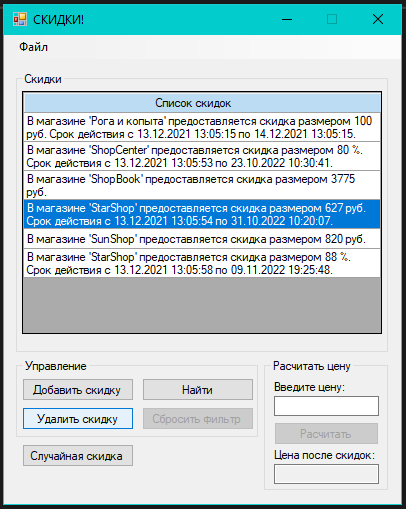 СКИДКИ!
Файл
Скидки
Список скидок
В магазине 'Рога и копыта' предоставляется скидка размером 100
руб. Срок действия с 13.12.2021 13:05:15 по 14.12.2021 13:05:15.
В магазине 'ShopCenter' предоставляется скидка размером 80 %.
Срок действия с 13.12.2021 13:05:53 по 23.10.2022 10:30:41.
В магазине 'ShopBook' предоставляется скидка размером 3775
руб.
В магазине 'StarShop' предоставляется скидка размером 627 руб.
Срок действия с 13.12.2021 13:05:54 по 31.10.2022 10:20:07.
В магазине 'SunShop' предоставляется скидка размером 820 руб.
В магазине 'StarShop' предоставляется скидка размером 88 %.
Срок действия с 13.12.2021 13:05:58 по 09.11.2022 19:25:48.
Управление
Добавить скидку
Найти
Удалить скидку
Сбросить фильтр
Случайная скидка
Расчитать цену
Введите цену:
Расчитать
Цена после скидок: